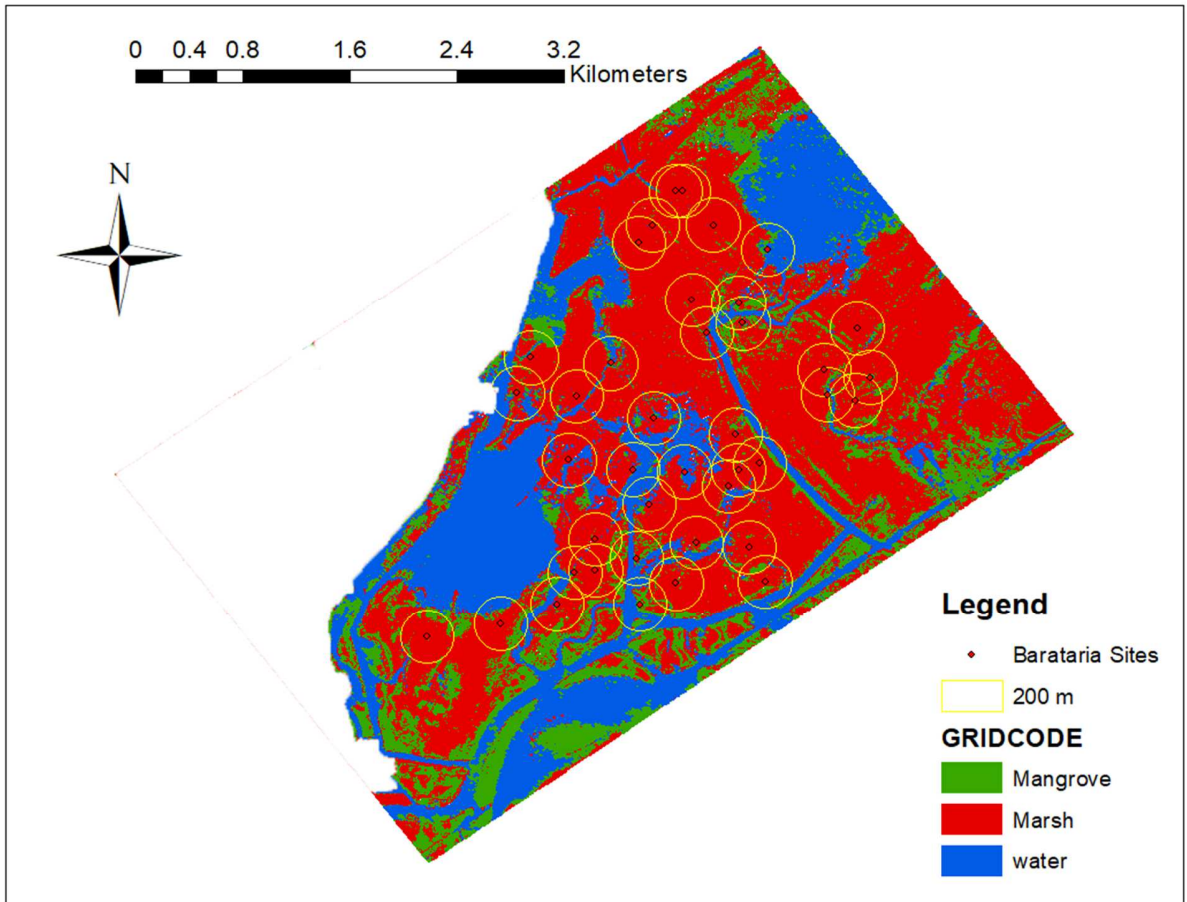 0 0.4 0.8 1.6 2.4 3.2
Kilometers
N
Legend
Barataria Sites
200 m
GRIDCODE
Mangrove
Marsh
water